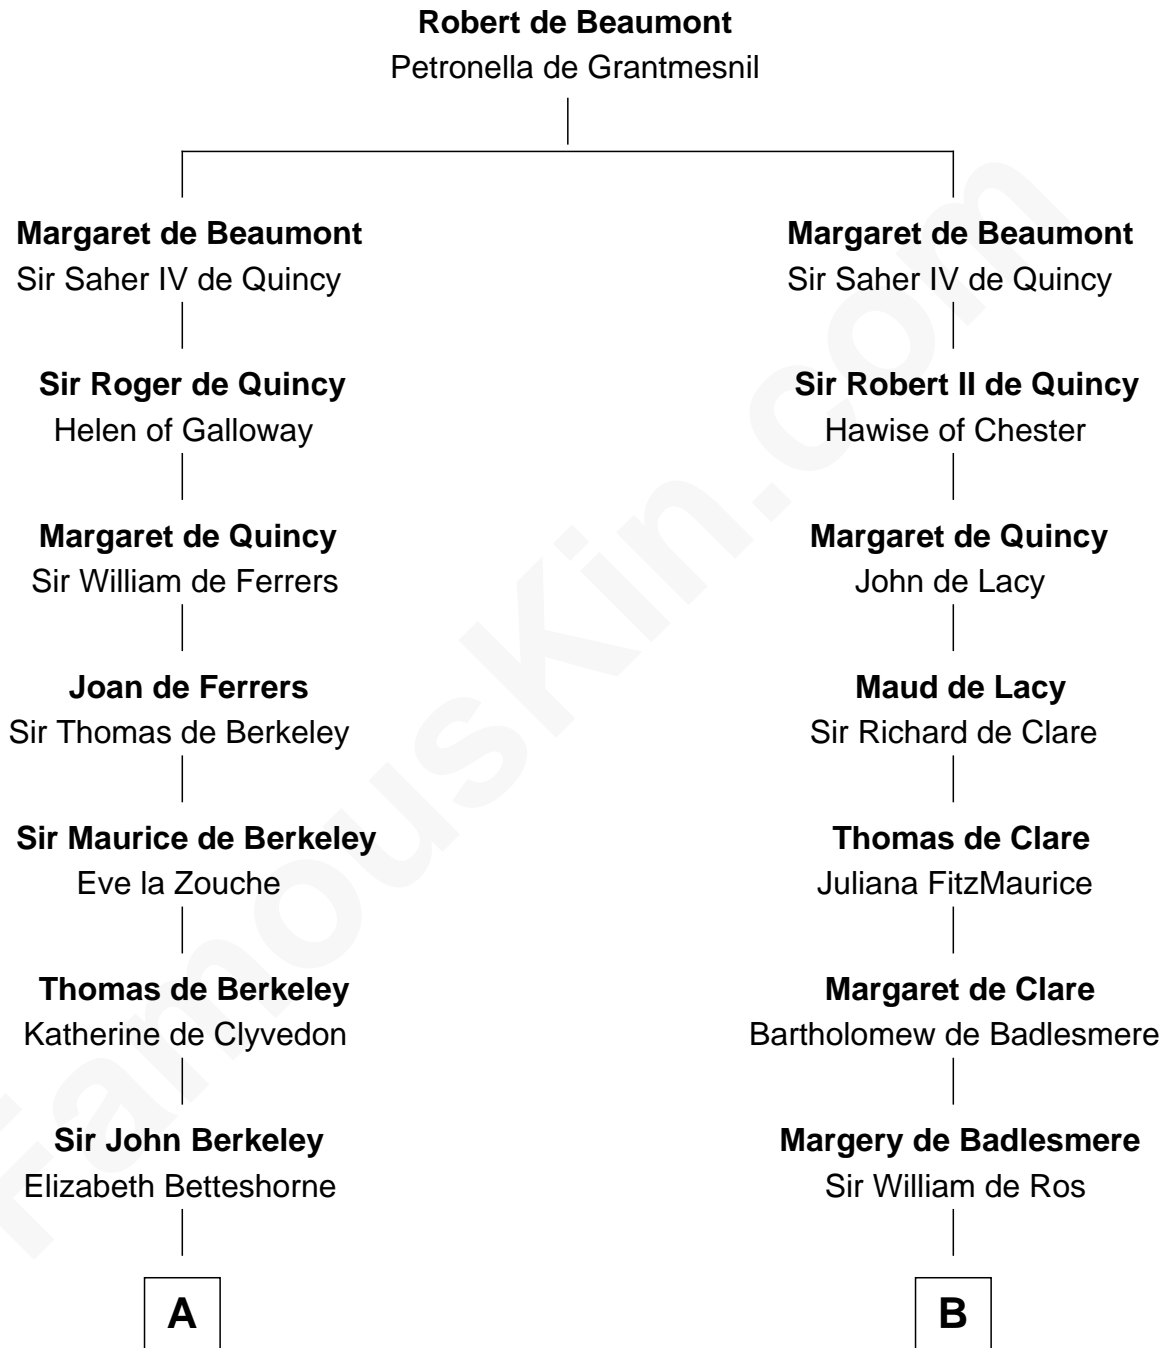 Robert de Beaumont
Petronella de Grantmesnil
Margaret de Beaumont
Sir Saher IV de Quincy
Margaret de Beaumont
Sir Saher IV de Quincy
Sir Roger de Quincy
Helen of Galloway
Sir Robert II de Quincy
Hawise of Chester
Margaret de Quincy
Sir William de Ferrers
Margaret de Quincy
John de Lacy
Joan de Ferrers
Sir Thomas de Berkeley
Maud de Lacy
Sir Richard de Clare
Sir Maurice de Berkeley
Eve la Zouche
Thomas de Clare
Juliana FitzMaurice
Thomas de Berkeley
Katherine de Clyvedon
Margaret de Clare
Bartholomew de Badlesmere
Sir John Berkeley
Elizabeth Betteshorne
Margery de Badlesmere
Sir William de Ros
A
B
FamousKin.com